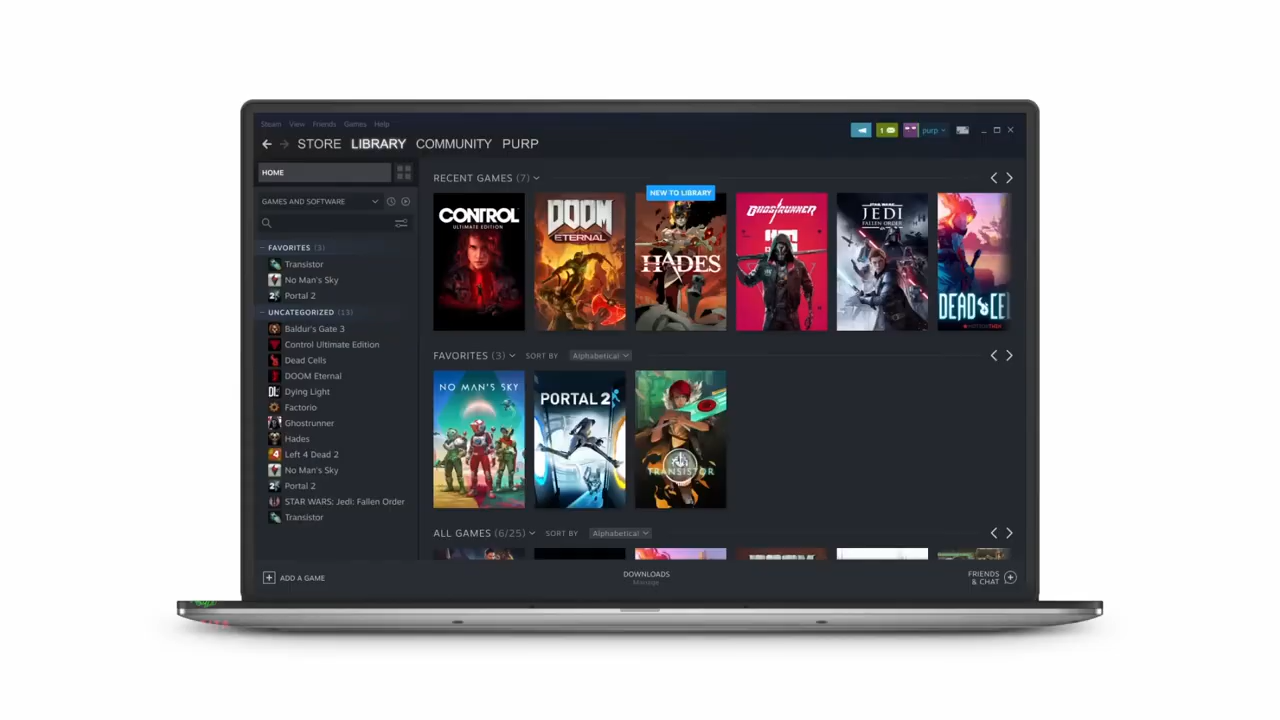 Steam View Friends Games Help
1 purp
STORE LIBRARY COMMUNITY PURP
HOME
GAMES AND SOFTWARE
FAVORITES (3)
Transistor
No Man's Sky
Portal 2
UNCATEGORIZED (13)
Baldur's Gate 3
Control Ultimate Edition
Dead Cells
DOOM Eternal
Dying Light
Factorio
Ghostrunner
Hades
Left 4 Dead 2
No Man's Sky
Portal 2
STAR WARS: Jedi: Fallen Order
Transistor
ADD A GAME
RECENT GAMES (7)
NEW TO LIBRARY
CONTROL
ULTIMATE EDITION
DOOM
ETERNAL
HADES
GHOSTRUNNER
STAR WARS
JEDI
FALLEN ORDER
DEAD CE
FAVORITES (3) SORT BY Alphabetical
NO MAN'S SKY
PORTAL 2
TRANSISTOR
ALL GAMES (6/25) SORT BY Alphabetical
DOWNLOADS
Manage
FRIENDS
& CHAT